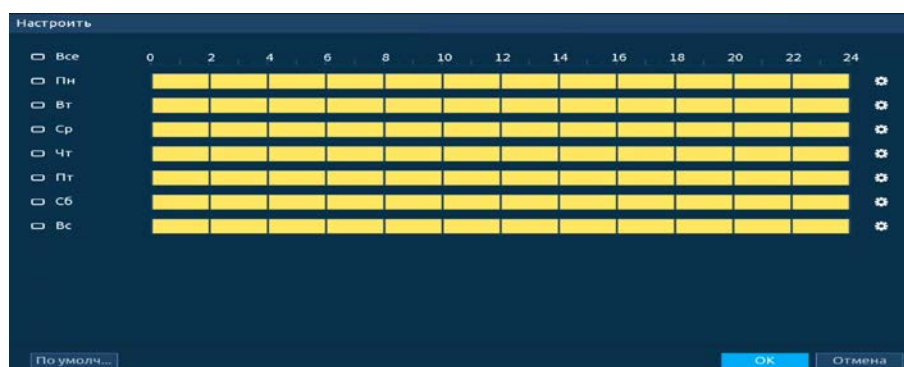 Настроить
Все 0 2 4 6 8 10 12 14 16 18 20 22 24
Пн
Вт
Ср
Чт
Пт
Сб
Вс
По умолч... OK Отмена